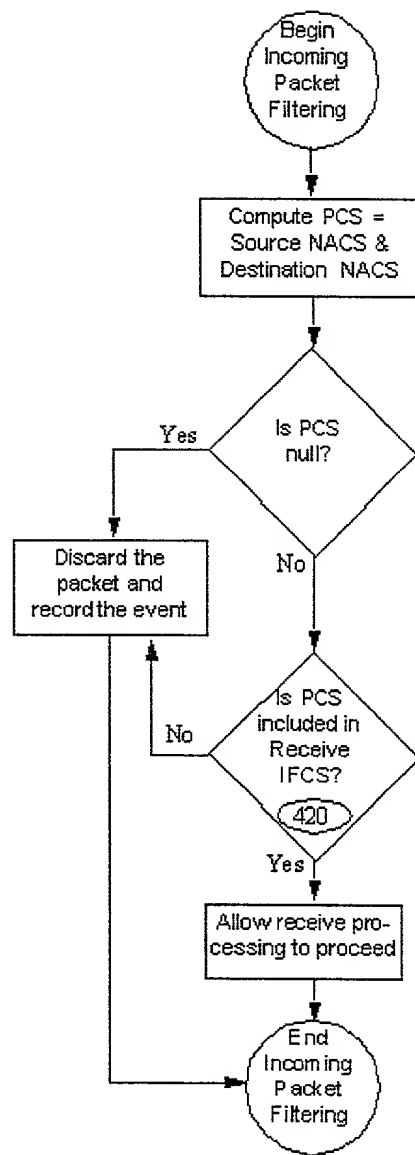 Begin
Incoming
Packet
Filtering
Compute PCS =
Source NACS &
Destination NACS
Is PCS
null?
Yes
No
Discard the
packet and
record the event
Is PCS
included in
Receive
IFCS?
420
No
Yes
Allow receive pro-
cessing to proceed
End
Incoming
Packet
Filtering